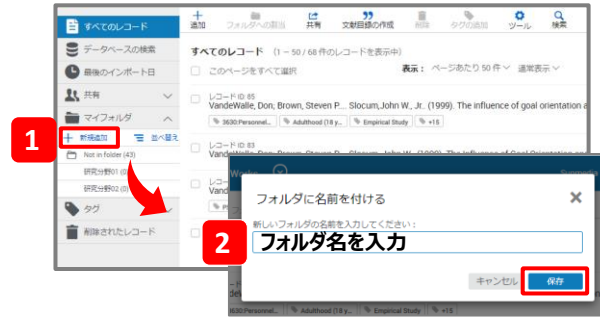 すべてのレコード
データベースの検索
最後のインポート日
共有
マイフォルダ
1
新規追加 並べ替え
Not in folder (43)
研究分野01 (0)
研究分野02 (0)
タグ
削除されたレコード
追加 フォルダへの割当 共有 文献目録の作成 削除 タグの追加 ツール 検索
すべてのレコード (1 – 50 / 68 件のレコードを表示中)
このページをすべて選択 表示: ページあたり 50 件 通常表示
レコード ID: 85
VandeWalle, Don; Brown, Steven P... Slocum, John W., Jr. (1999). The influence of goal orientation a
3630:Personnel... Adulthood (18 y... Empirical Study +16
レコード ID: 83
フォルダに名前を付ける
新しいフォルダの名前を入力してください:
2
フォルダ名を入力
キャンセル 保存
3630:Personnel... Adulthood (18 y... Empirical Study +15